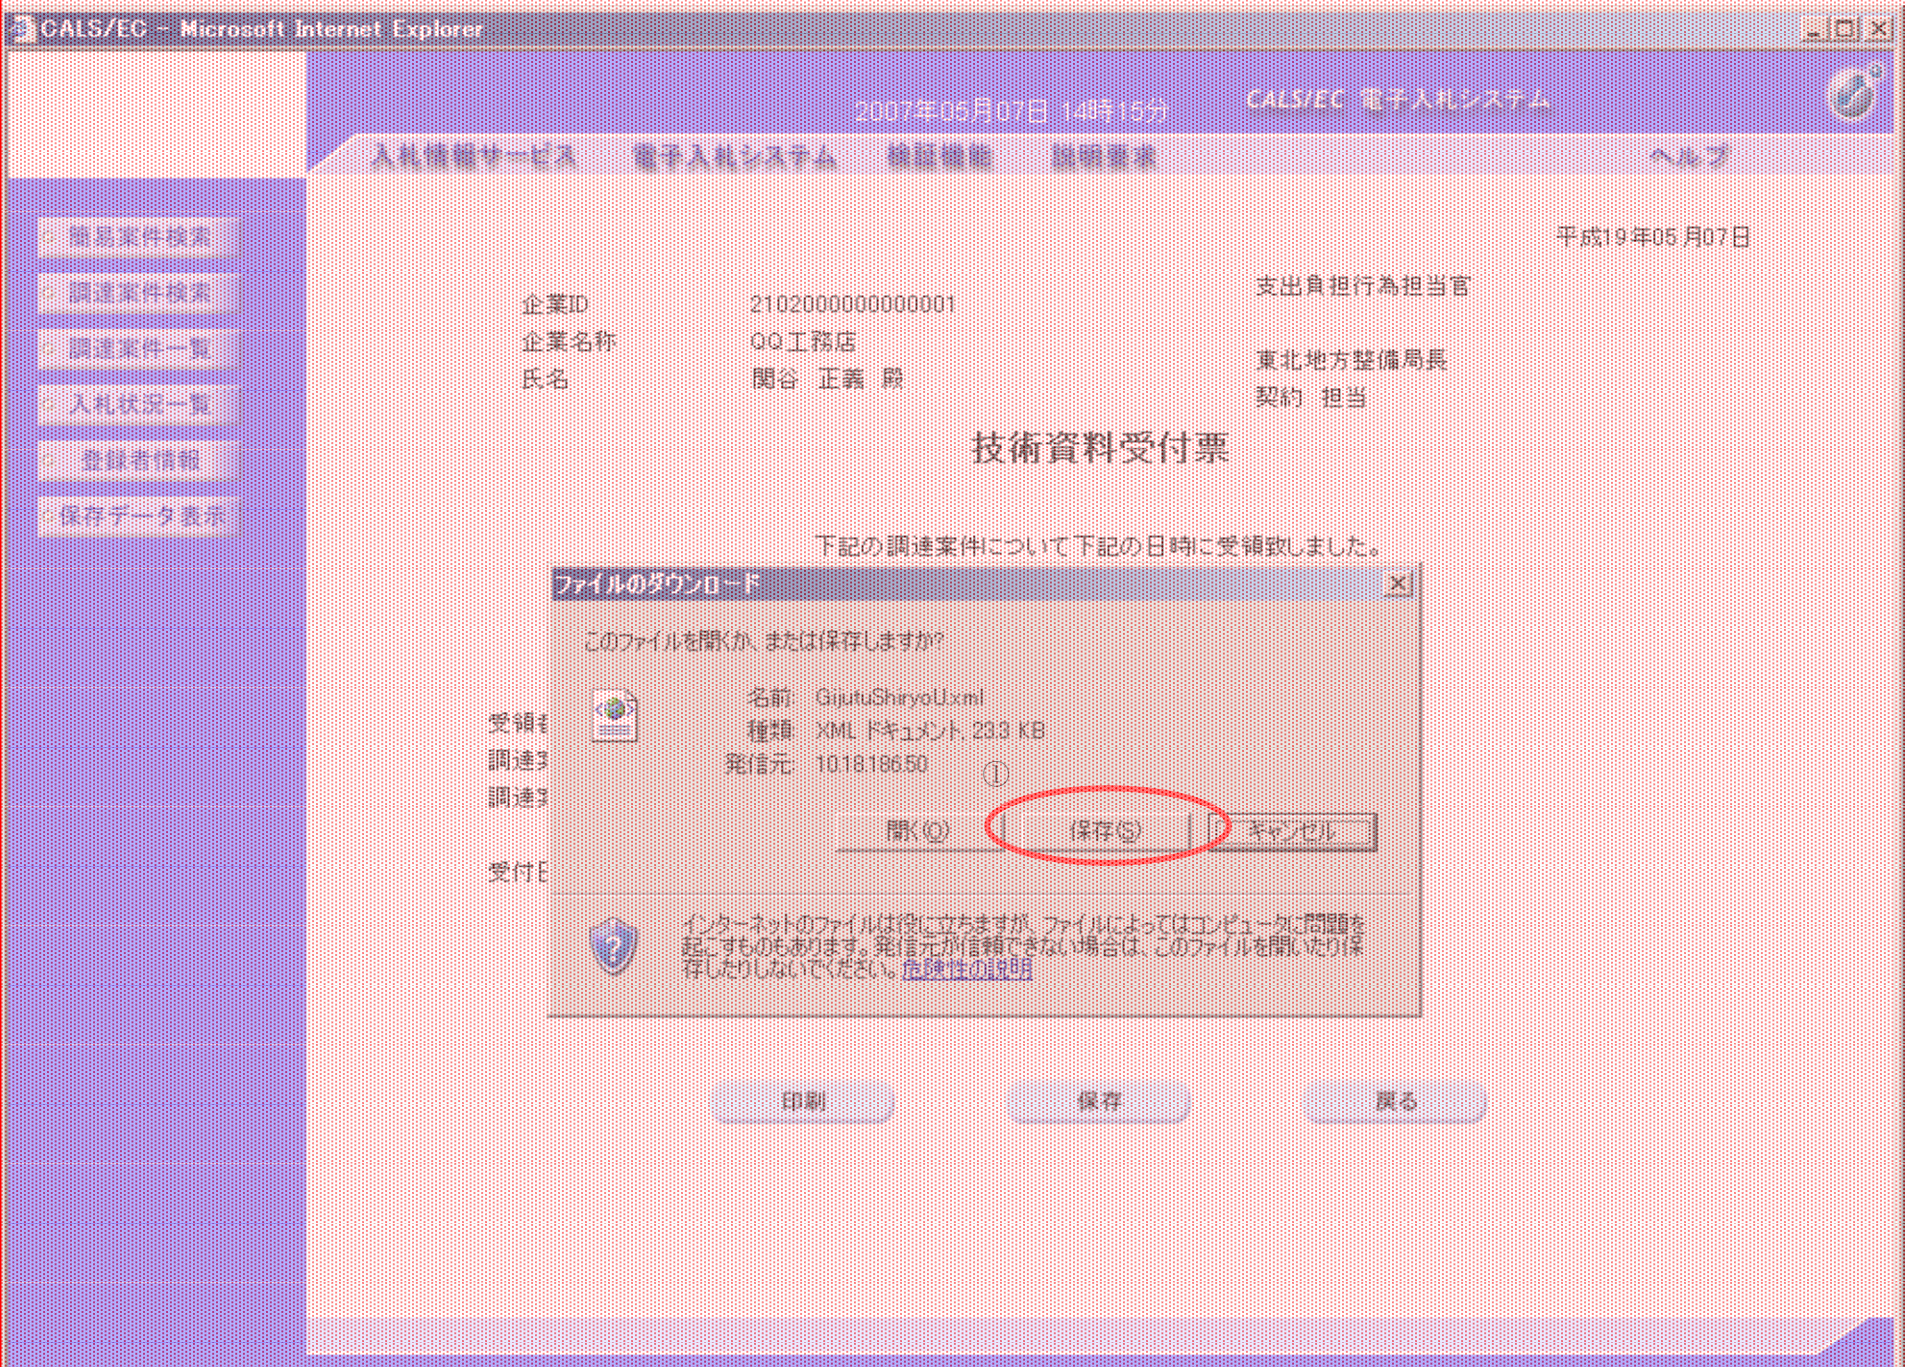 CALS/EC - Microsoft Internet Explorer
2007年05月07日 14時15分
CALS/EC 電子入札システム
入札情報サービス 電子入札システム 検証機能 説明要求 ヘルプ
簡易案件検索
調達案件検索
調達案件一覧
入札状況一覧
登録者情報
保存データ表示
平成19年05月07日
支出負担行為担当官
企業ID 2102000000000001
企業名称 QQ工務店
東北地方整備局長
氏名 関谷 正義 殿
契約 担当
技術資料受付票
下記の調達案件について下記の日時に受領致しました。
ファイルのダウンロード
このファイルを開くか、または保存しますか?
名前: GijutuShiryoU.xml
種類: XML ドキュメント, 23.3 KB
発信元: 10.18.186.50
①
受領
調達
調達
受付
開く(O) 保存(S) キャンセル
インターネットのファイルは役に立ちますが、ファイルによってはコンピュータに問題を
起こすものもあります。発信元が信頼できない場合は、このファイルを開いたり保
存したりしないでください。危険性の説明
印刷 保存 戻る